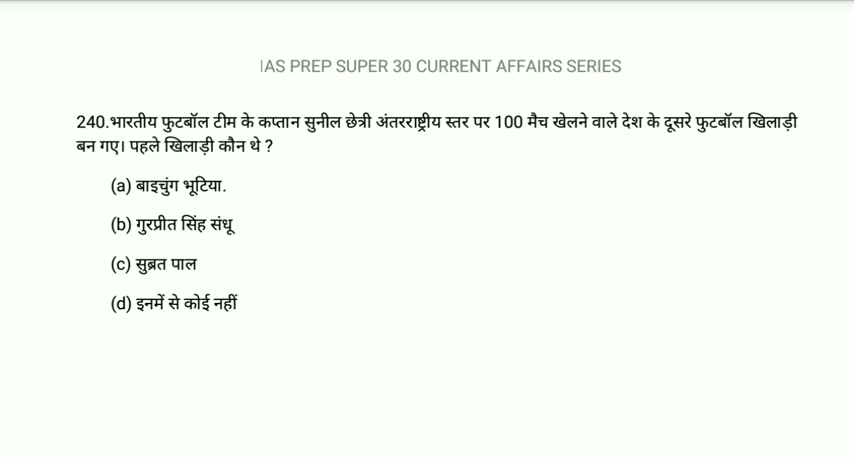 IAS PREP SUPER 30 CURRENT AFFAIRS SERIES
240.भारतीय फुटबॉल टीम के कप्तान सुनील छेत्री अंतरराष्ट्रीय स्तर पर 100 मैच खेलने वाले देश के दूसरे फुटबॉल खिलाड़ी
बन गए। पहले खिलाड़ी कौन थे ?
(a) बाइचुंग भूटिया.
(b) गुरप्रीत सिंह संधू
(c) सुब्रत पाल
(d) इनमें से कोई नहीं